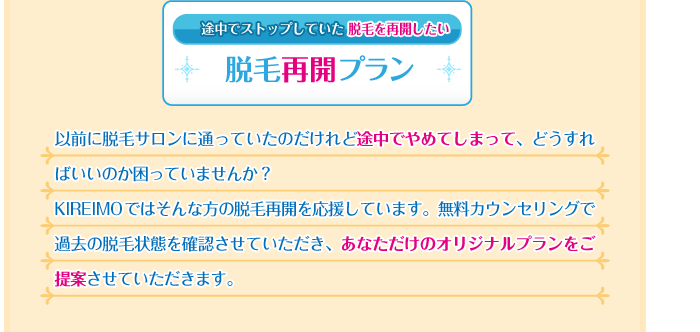 途中でストップしていた 脱毛を再開したい
脱毛再開プラン
以前に脱毛サロンに通っていたのだけれど途中でやめてしまって、どうすれ
ばいいのか困っていませんか？
KIREIMOではそんな方の脱毛再開を応援しています。無料カウンセリングで
過去の脱毛状態を確認させていただき、あなただけのオリジナルプランをご
提案させていただきます。